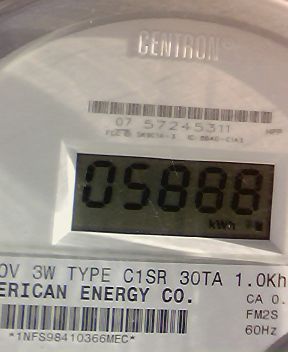 CENTRON®
07 57245311
05888
kWh
0V 3W TYPE C1SR 30TA 1.0Kh
ERICAN ENERGY CO.
CA 0.
FM2S
60Hz
*1NFS98410366MEC*